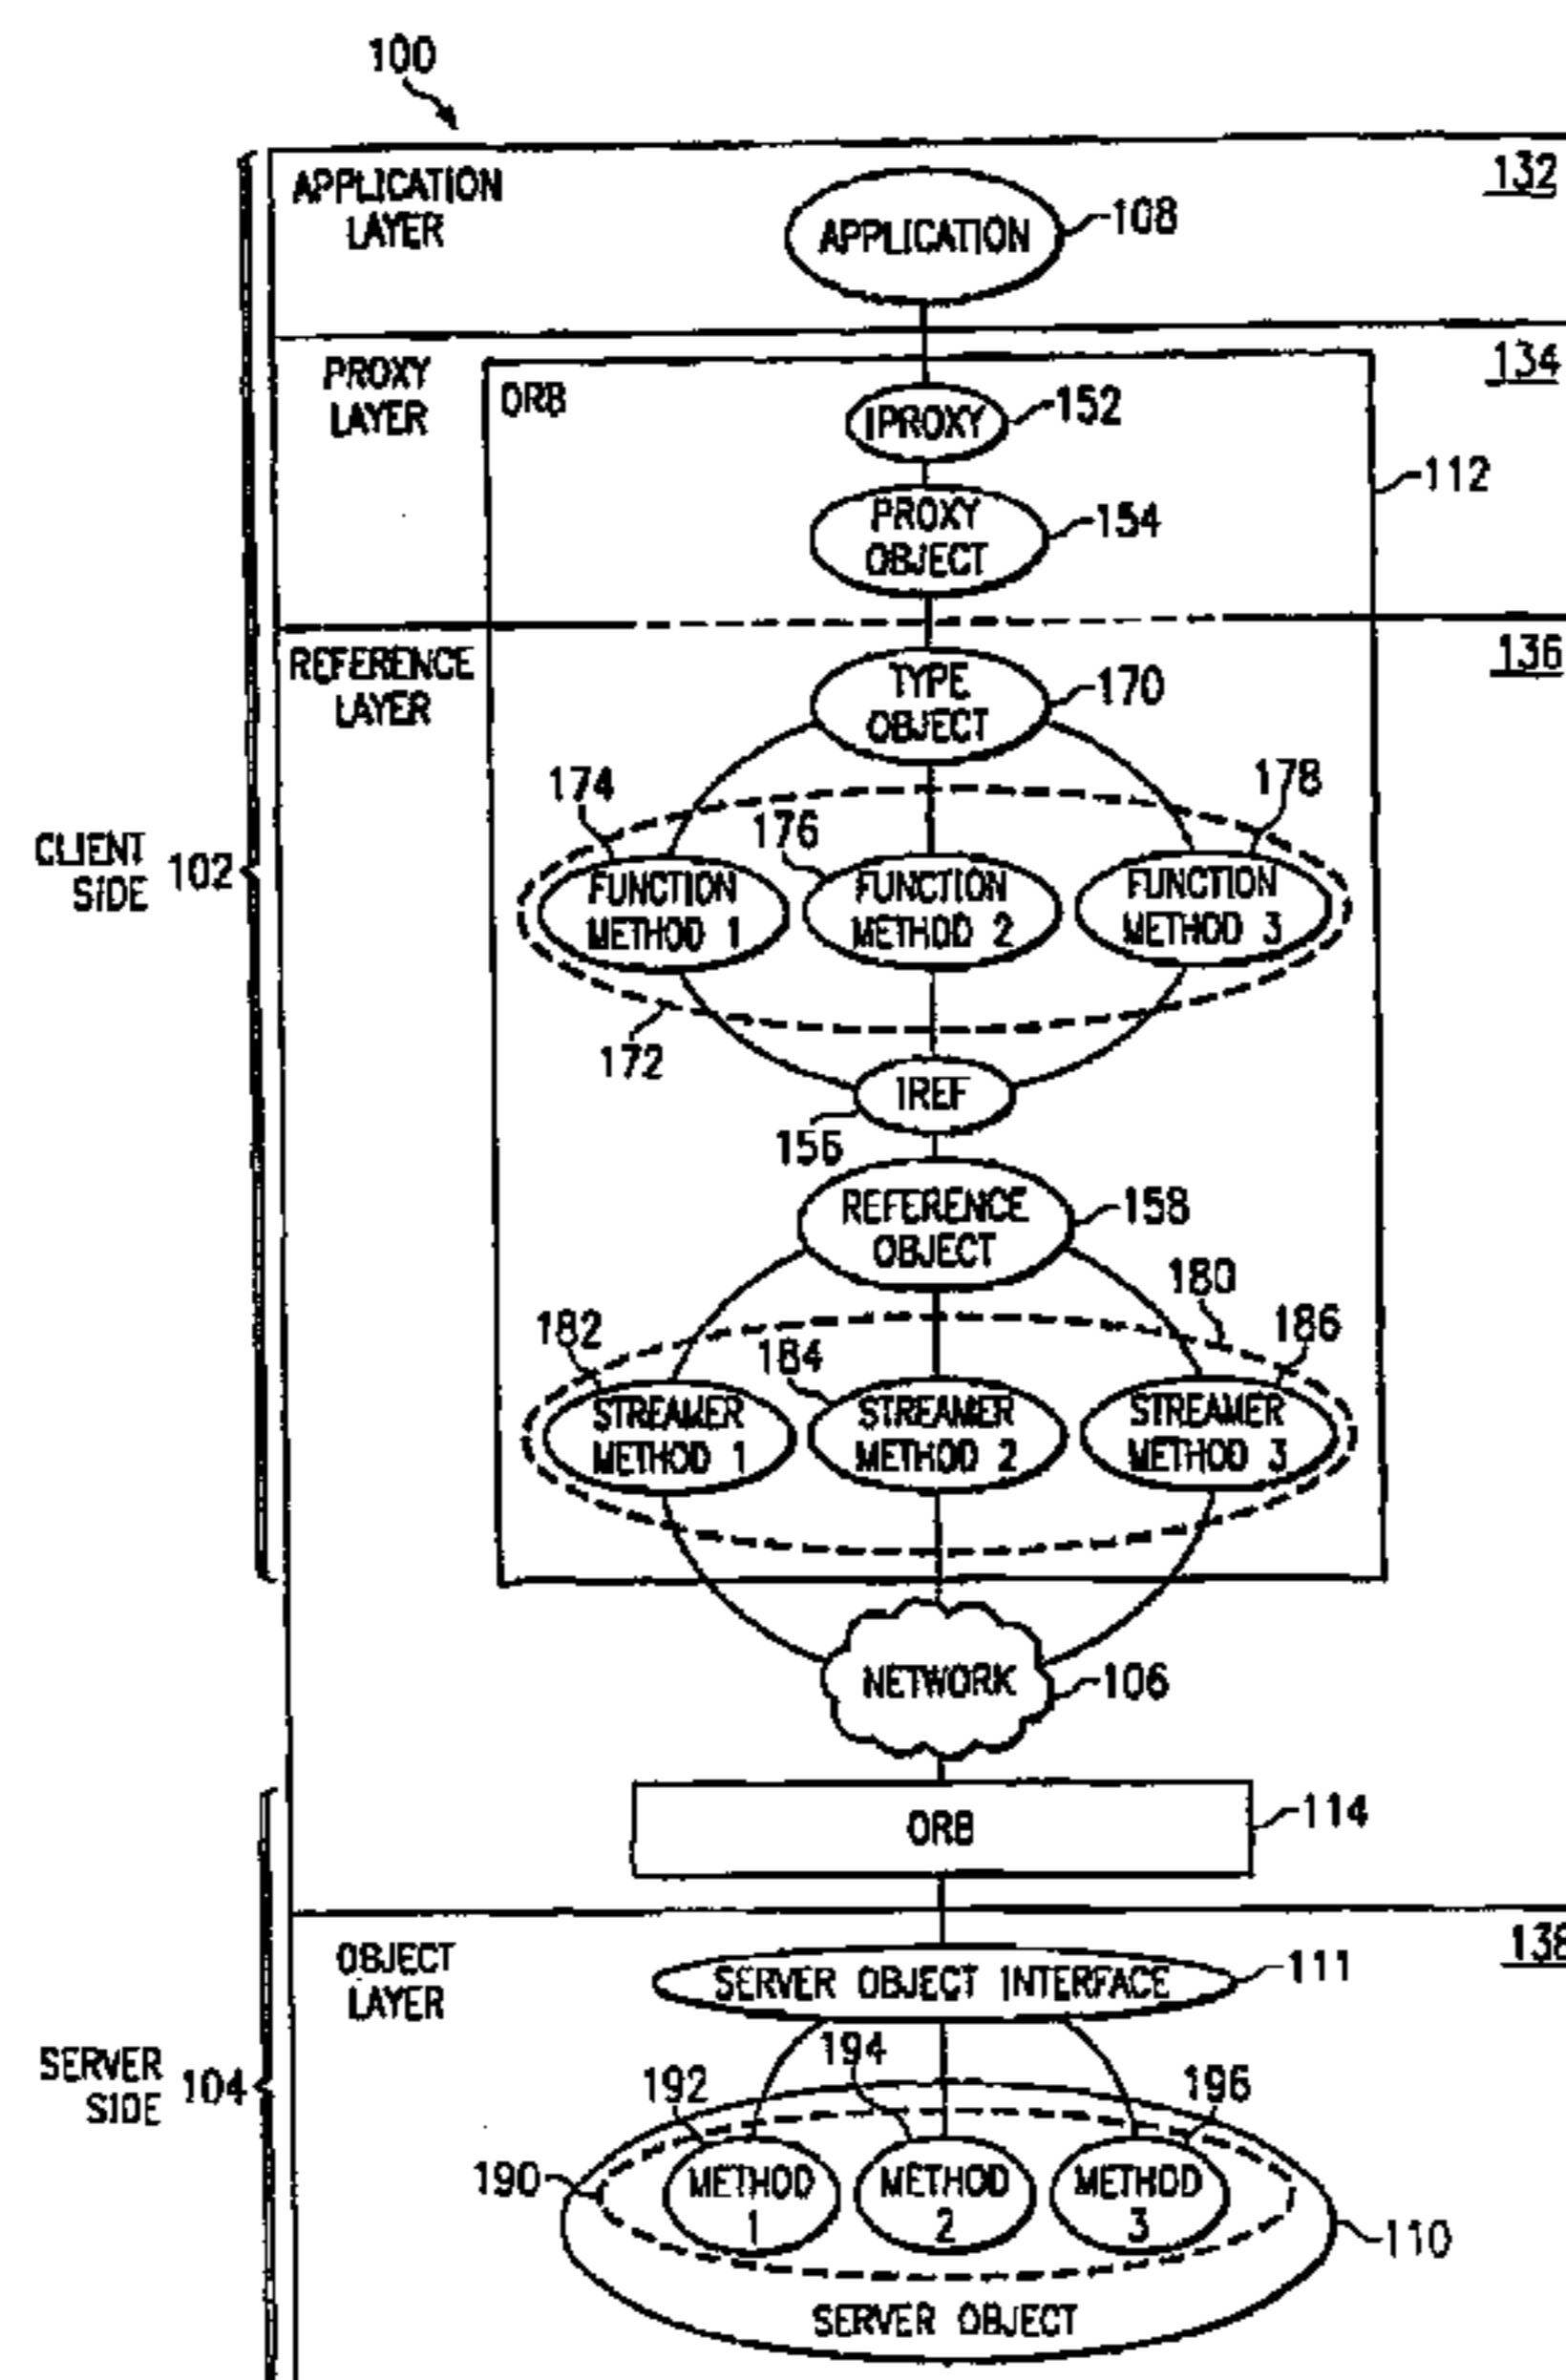 100
APPLICATION
LAYER
132
APPLICATION
108
PROXY
LAYER
134
ORB
IPROXY
152
112
PROXY
OBJECT
154
REFERENCE
LAYER
136
TYPE
OBJECT
170
174
176
178
FUNCTION
METHOD 1
FUNCTION
METHOD 2
FUNCTION
METHOD 3
CLIENT
SIDE
102
172
IREF
156
REFERENCE
OBJECT
158
180
182
184
186
STREAMER
METHOD 1
STREAMER
METHOD 2
STREAMER
METHOD 3
NETWORK
106
ORB
114
OBJECT
LAYER
138
SERVER OBJECT INTERFACE
111
SERVER
SIDE
104
192
194
196
190
METHOD
1
METHOD
2
METHOD
3
110
SERVER OBJECT